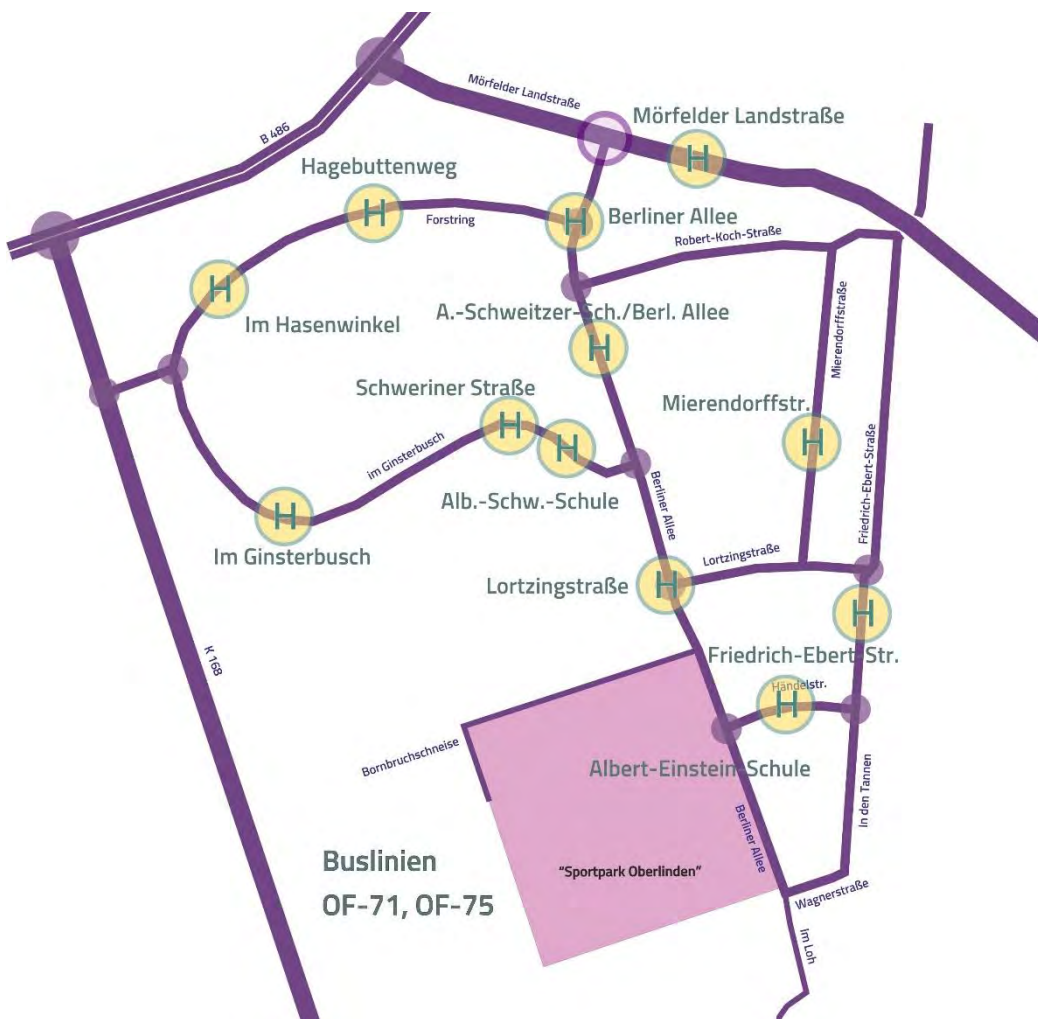 Mörfelder Landstraße
Mörfelder Landstraße
H
B 486
Hagebuttenweg
H
Forstring
H
Berliner Allee
Robert-Koch-Straße
H
Im Hasenwinkel
A.-Schweitzer-Sch./Berl. Allee
H
Mierendorffstraße
Schweriner Straße
H
Mierendorffstr.
H
im Ginsterbusch
H
Alb.-Schw.-Schule
Berliner Allee
Friedrich-Ebert-Straße
H
Im Ginsterbusch
Lortzingstraße
Lortzingstraße
H
H
K 168
Friedrich-Ebert-Str.
Händelstr.
H
Bornbruchschneise
Albert-Einstein-Schule
In den Tannen
Berliner Allee
Buslinien
OF-71, OF-75
"Sportpark Oberlinden"
Wagnerstraße
Im Loh